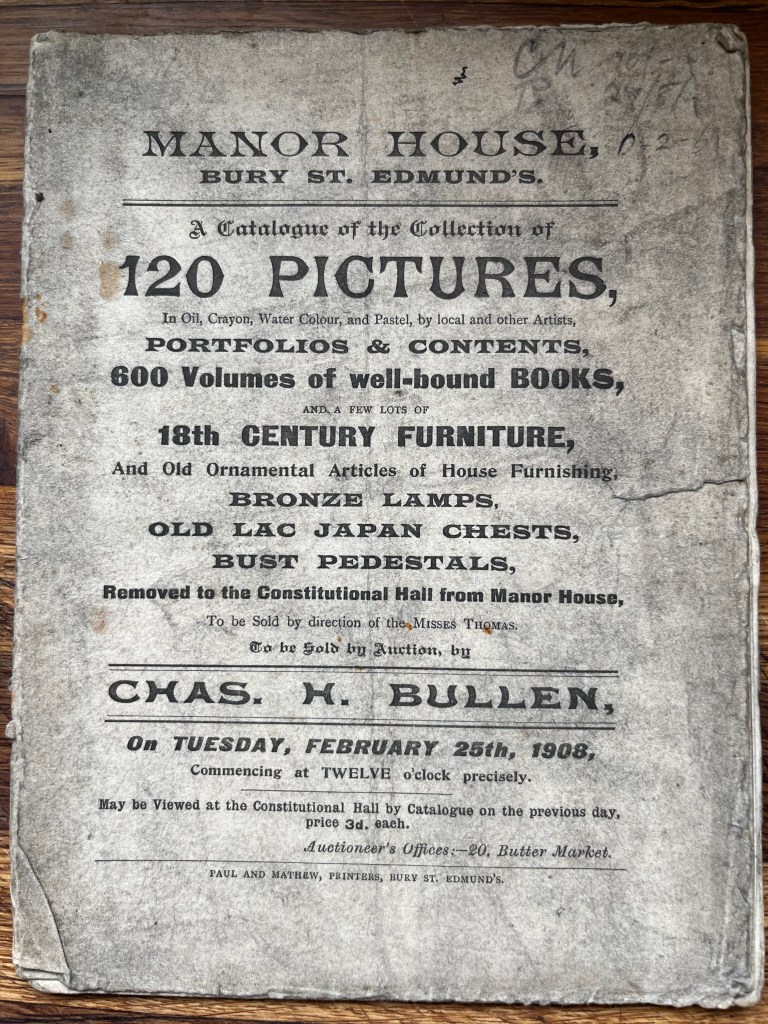 MANOR HOUSE,
BURY ST. EDMUND'S.
A Catalogue of the Collection of
120 PICTURES,
In Oil, Crayon, Water Colour, and Pastel, by local and other Artists,
PORTFOLIOS & CONTENTS,
600 Volumes of well-bound BOOKS,
AND A FEW LOTS OF
18th CENTURY FURNITURE,
And Old Ornamental Articles of House Furnishing,
BRONZE LAMPS,
OLD LAC JAPAN CHESTS,
BUST PEDESTALS,
Removed to the Constitutional Hall from Manor House,
To be Sold by direction of the MISSES THOMAS.
To be Sold by Auction, by
CHAS. H. BULLEN,
On TUESDAY, FEBRUARY 25th, 1908,
Commencing at TWELVE o'clock precisely.
May be Viewed at the Constitutional Hall by Catalogue on the previous day,
price 3d. each.
Auctioneer's Offices:—20, Butter Market.
PAUL AND MATHEW, PRINTERS, BURY ST. EDMUND'S.